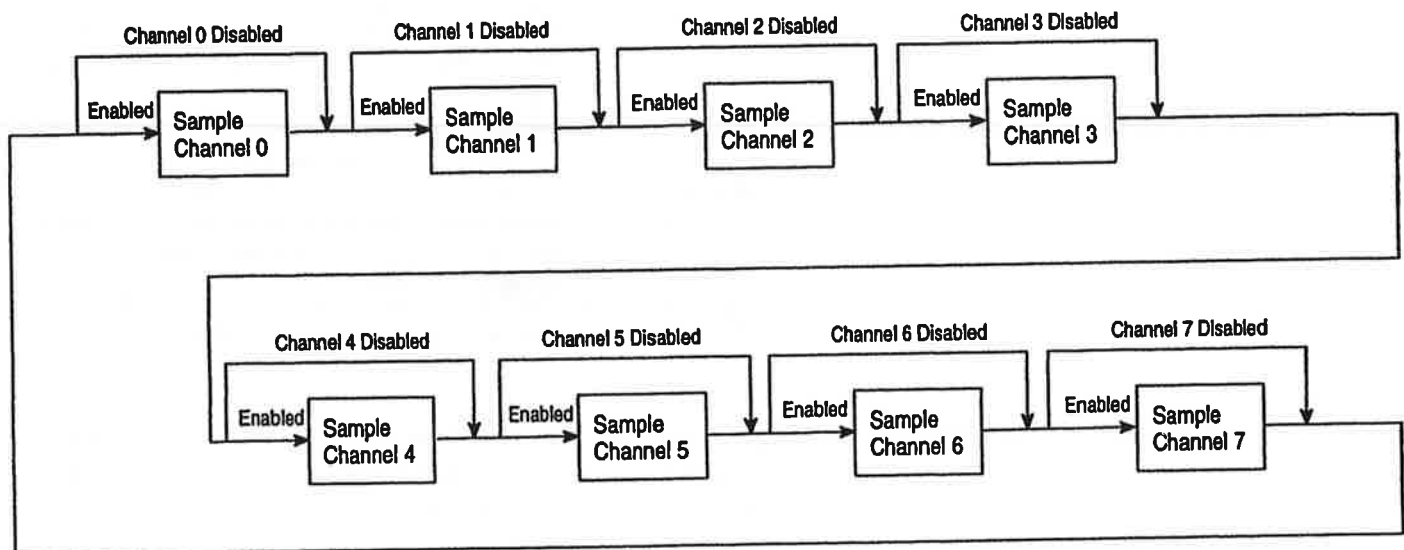 Channel 0 Disabled
Channel 1 Disabled
Channel 2 Disabled
Channel 3 Disabled
Enabled
Sample
Channel 0
Enabled
Sample
Channel 1
Enabled
Sample
Channel 2
Enabled
Sample
Channel 3
Channel 4 Disabled
Channel 5 Disabled
Channel 6 Disabled
Channel 7 Disabled
Enabled
Sample
Channel 4
Enabled
Sample
Channel 5
Enabled
Sample
Channel 6
Enabled
Sample
Channel 7